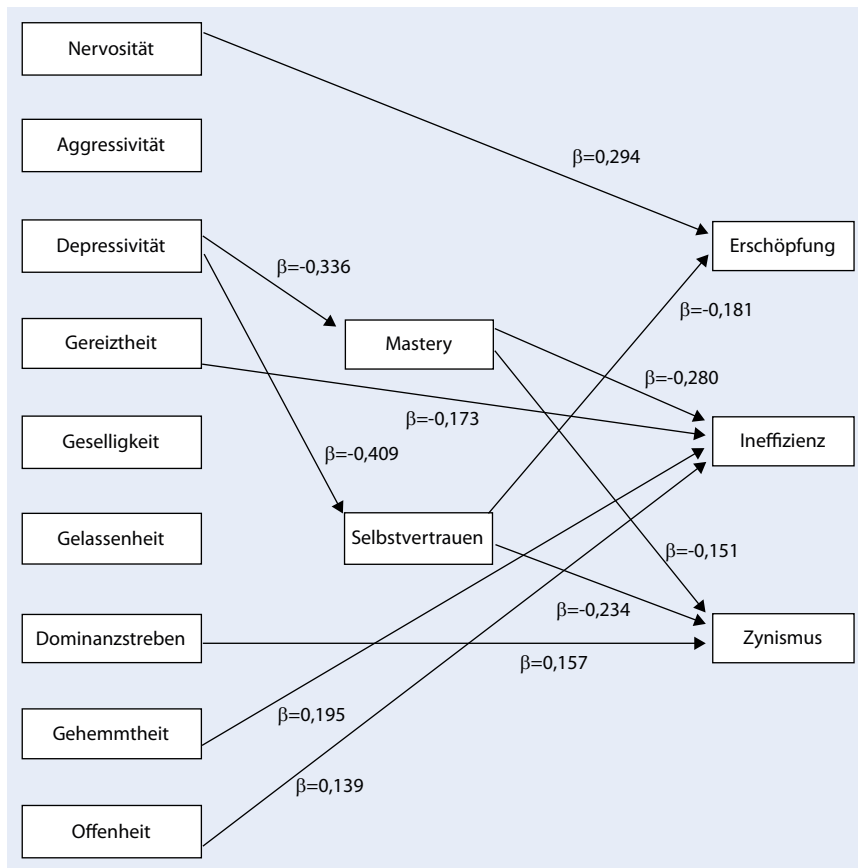 Nervosität
β=0,294
Aggressivität
Depressivität
Erschöpfung
β=-0,336
β=-0,181
Gereiztheit
Mastery
β=-0,280
β=-0,173
Geselligkeit
Ineffizienz
β=-0,409
Gelassenheit
Selbstvertrauen
β=-0,151
β=-0,234
Dominanzstreben
Zynismus
β=0,157
Gehemmtheit
β=0,195
β=0,139
Offenheit